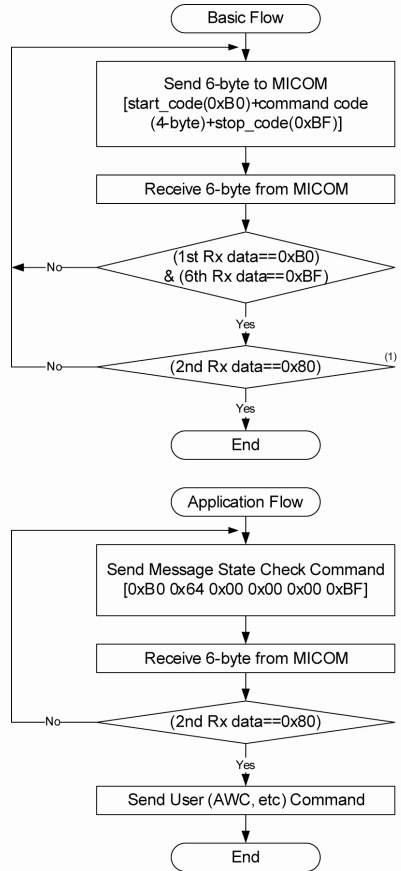 Basic Flow
Send 6-byte to MICOM
[start_code(0xB0)+command code
(4-byte)+stop_code(0xBF)]
Receive 6-byte from MICOM
(1st Rx data==0xB0)
& (6th Rx data==0xBF)
No
Yes
(2nd Rx data==0x80)
(1)
No
Yes
End
Application Flow
Send Message State Check Command
[0xB0 0x64 0x00 0x00 0x00 0xBF]
Receive 6-byte from MICOM
(2nd Rx data==0x80)
No
Yes
Send User (AWC, etc) Command
End